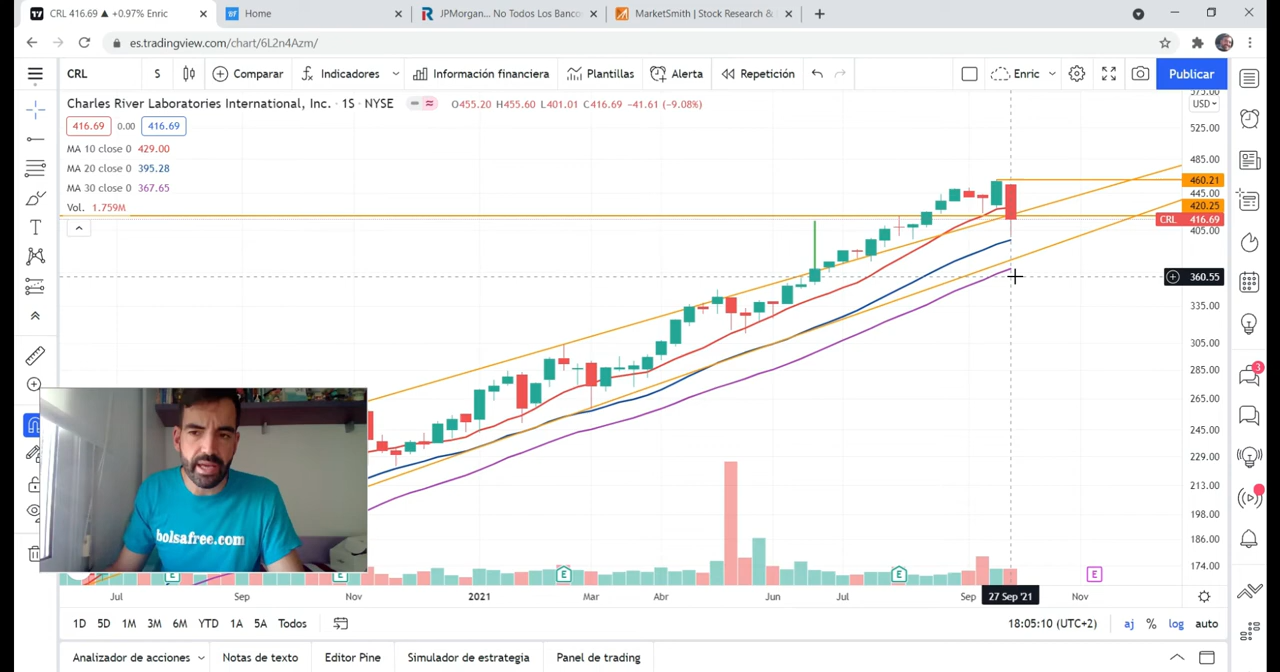 CRL 416.69 ▲ +0.97% Enric
Home
JPMorgan... No Todos Los Banco
MarketSmith | Stock Research &
es.tradingview.com/chart/6L2n4Azm/
CRL
S
Comparar
Indicadores
Información financiera
Plantillas
Alerta
Repetición
Enric
Publicar
Charles River Laboratories International, Inc. · 1S · NYSE
O455.20 H455.60 L401.01 C416.69 −41.61 (−9.08%)
416.69 0.00 416.69
MA 10 close 0 429.00
MA 20 close 0 395.28
MA 30 close 0 367.65
Vol. 1.759M
USD
575.00
525.00
485.00
460.21
445.00
420.25
CRL 416.69
405.00
360.55
335.00
305.00
285.00
265.00
245.00
229.00
213.00
198.00
186.00
174.00
bolsafree.com
E
E
E
E
E
Jul
Sep
Nov
2021
Mar
Abr
Jun
Jul
Sep
27 Sep '21
Nov
1D 5D 1M 3M 6M YTD 1A 5A Todos
18:05:10 (UTC+2)
aj % log auto
Analizador de acciones
Notas de texto
Editor Pine
Simulador de estrategia
Panel de trading
3